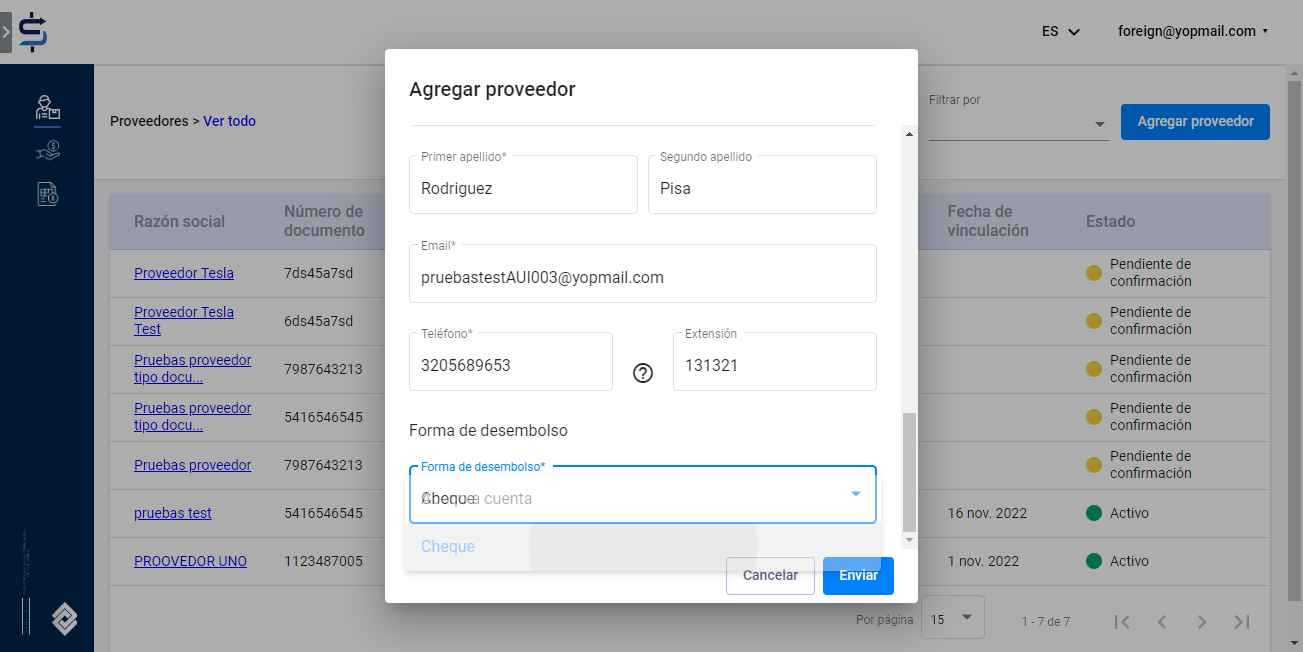 ES
foreign@yopmail.com
Proveedores > Ver todo
Filtrar por
Agregar proveedor
Agregar proveedor
Primer apellido*
Rodriguez
Segundo apellido
Pisa
Email*
pruebastestAUI003@yopmail.com
Teléfono*
3205689653
Extensión
131321
Forma de desembolso
Forma de desembolso*
Cheque
a cuenta
Cheque
Cancelar
Enviar
Razón social
Número de
documento
Fecha de
vinculación
Estado
Proveedor Tesla
7ds45a7sd
Pendiente de
confirmación
Proveedor Tesla
Test
6ds45a7sd
Pendiente de
confirmación
Pruebas proveedor
tipo docu...
7987643213
Pendiente de
confirmación
Pruebas proveedor
tipo docu...
5416546545
Pendiente de
confirmación
Pruebas proveedor
7987643213
Pendiente de
confirmación
pruebas test
5416546545
16 nov. 2022
Activo
PROOVEDOR UNO
1123487005
1 nov. 2022
Activo
Por página
15
1 - 7 de 7